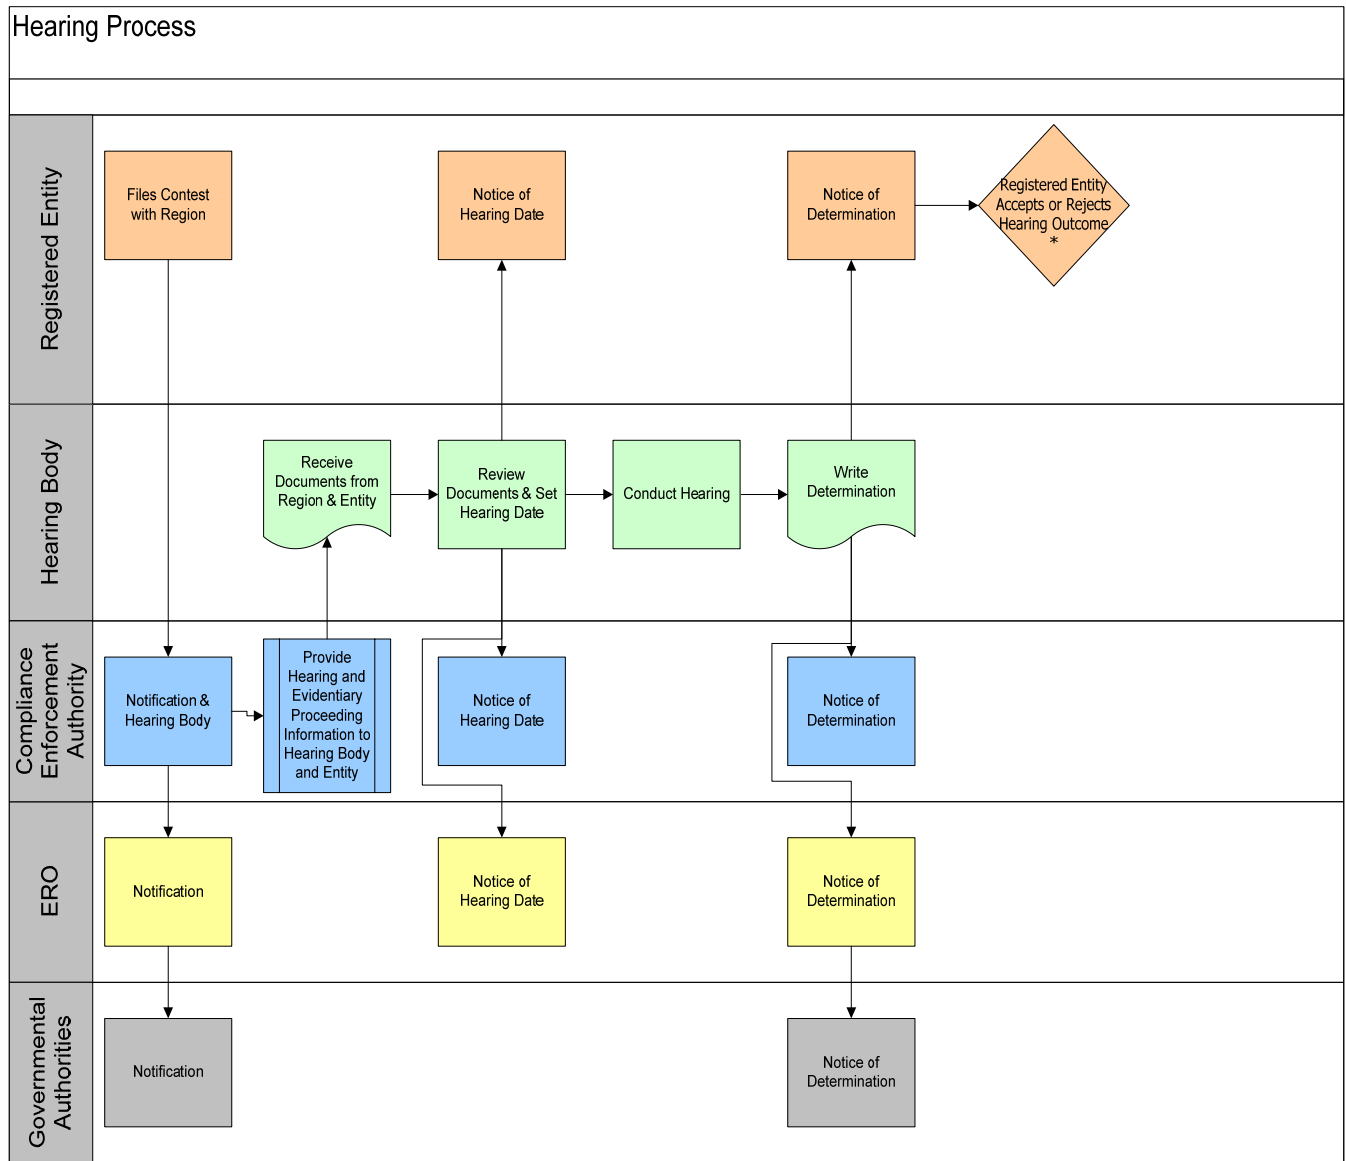 Hearing Process
Registered Entity
Files Contest
with Region
Notice of
Hearing Date
Notice of
Determination
Registered Entity
Accepts or Rejects
Hearing Outcome
*
Hearing Body
Receive
Documents from
Region & Entity
Review
Documents & Set
Hearing Date
Conduct Hearing
Write
Determination
Compliance
Enforcement
Authority
Notification &
Hearing Body
Provide
Hearing and
Evidentiary
Proceeding
Information to
Hearing Body
and Entity
Notice of
Hearing Date
Notice of
Determination
ERO
Notification
Notice of
Hearing Date
Notice of
Determination
Governmental
Authorities
Notification
Notice of
Determination